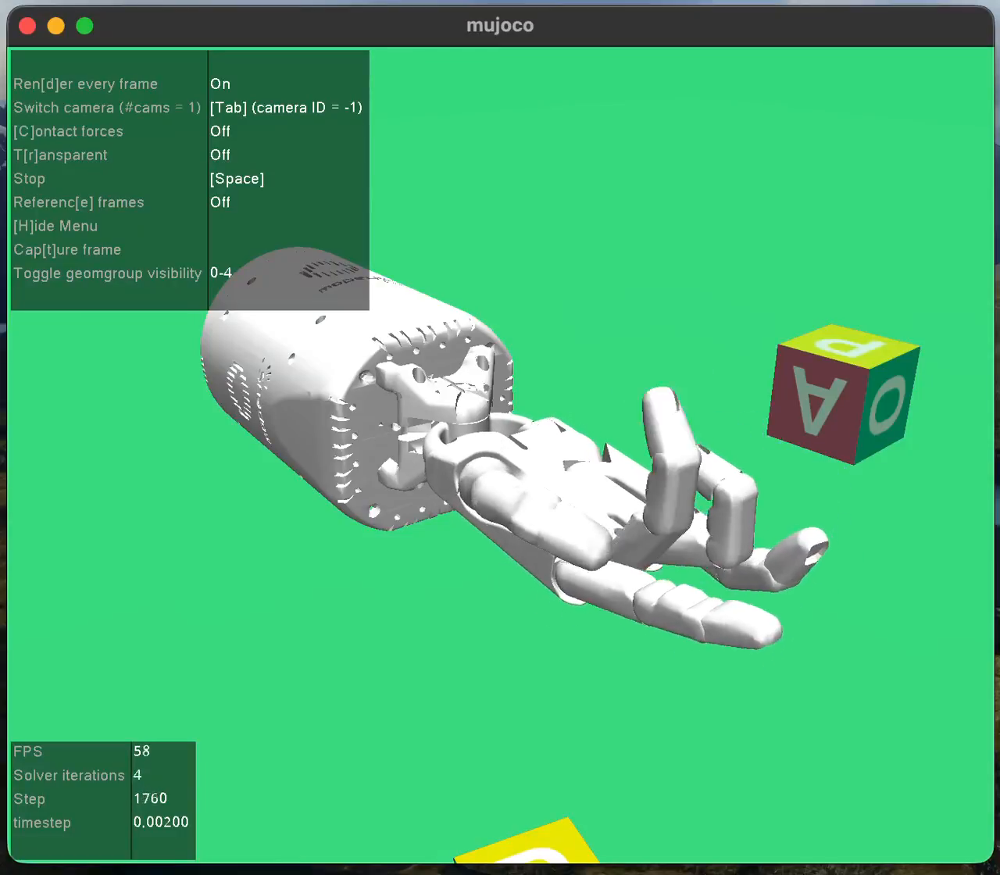 mujoco
Ren[d]er every frame On
Switch camera (#cams = 1) [Tab] (camera ID = -1)
[C]ontact forces Off
T[r]ansparent Off
Stop [Space]
Referenc[e] frames Off
[H]ide Menu
Cap[t]ure frame
Toggle geomgroup visibility 0-4
P
A
O
FPS 58
Solver iterations 4
Step 1760
timestep 0.00200